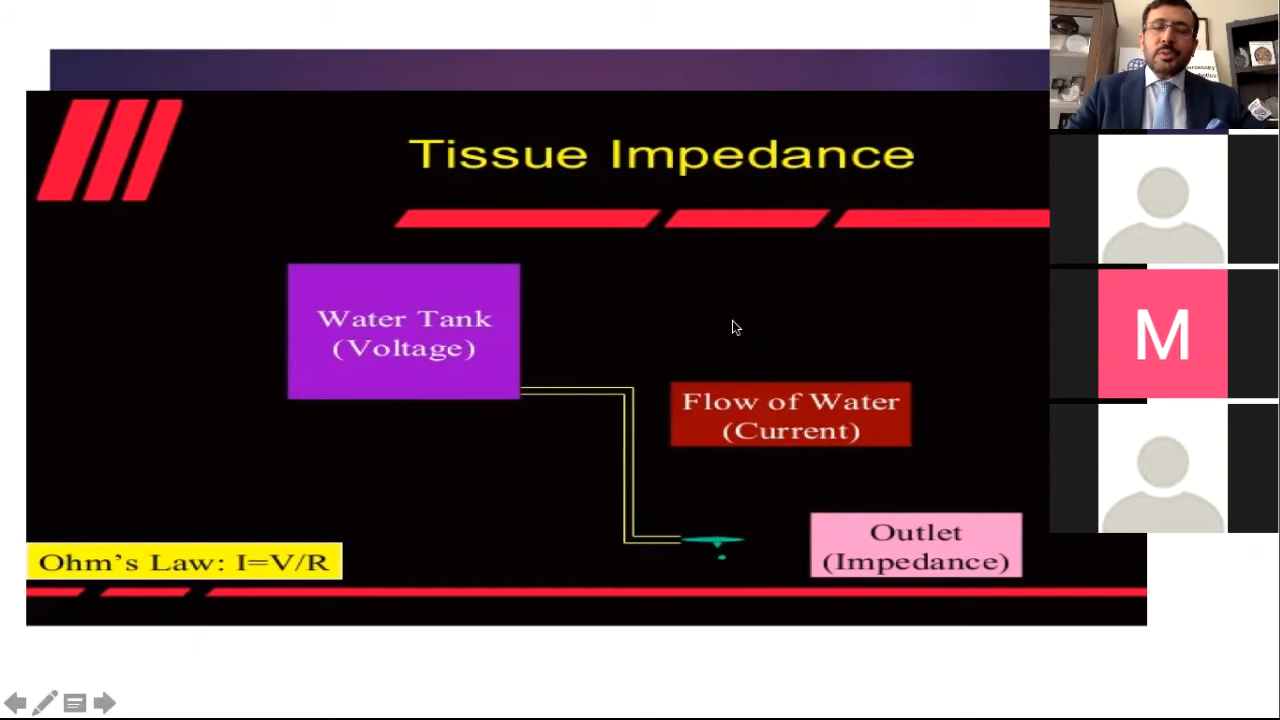 Tissue Impedance
Water Tank
(Voltage)
Flow of Water
(Current)
Outlet
(Impedance)
Ohm’s Law: I=V/R
M